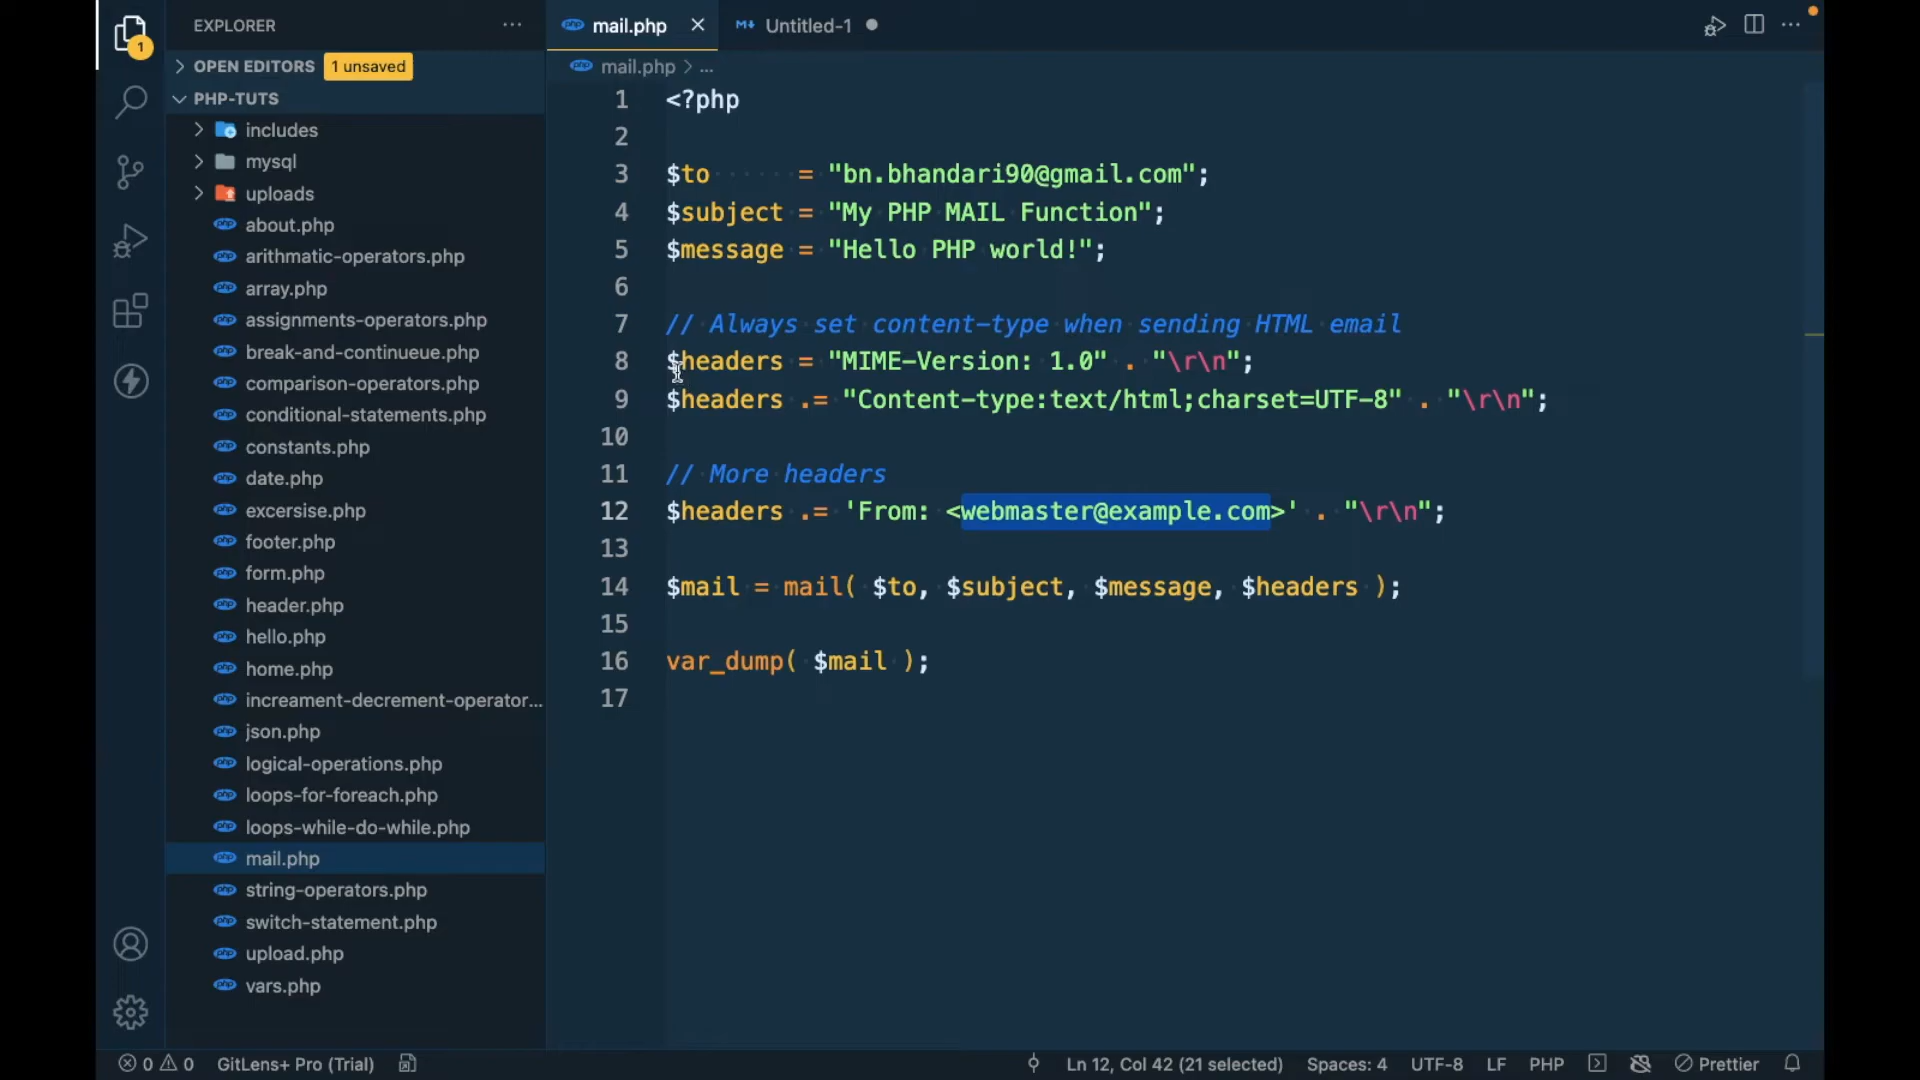 EXPLORER
OPEN EDITORS 1 unsaved
PHP-TUTS
includes
mysql
uploads
about.php
arithmatic-operators.php
array.php
assignments-operators.php
break-and-continueue.php
comparison-operators.php
conditional-statements.php
constants.php
date.php
excersise.php
footer.php
form.php
header.php
hello.php
home.php
increament-decrement-operator...
json.php
logical-operations.php
loops-for-foreach.php
loops-while-do-while.php
mail.php
string-operators.php
switch-statement.php
upload.php
vars.php
1
mail.php Untitled-1
mail.php > ...
1 <?php
2
3 $to = "bn.bhandari90@gmail.com";
4 $subject = "My PHP MAIL Function";
5 $message = "Hello PHP world!";
6
7 // Always set content-type when sending HTML email
8 $headers = "MIME-Version: 1.0" . "\r\n";
9 $headers .= "Content-type:text/html;charset=UTF-8" . "\r\n";
10
11 // More headers
12 $headers .= 'From: <webmaster@example.com>' . "\r\n";
13
14 $mail = mail( $to, $subject, $message, $headers );
15
16 var_dump( $mail );
17
0 0 GitLens+ Pro (Trial) Ln 12, Col 42 (21 selected) Spaces: 4 UTF-8 LF PHP Prettier